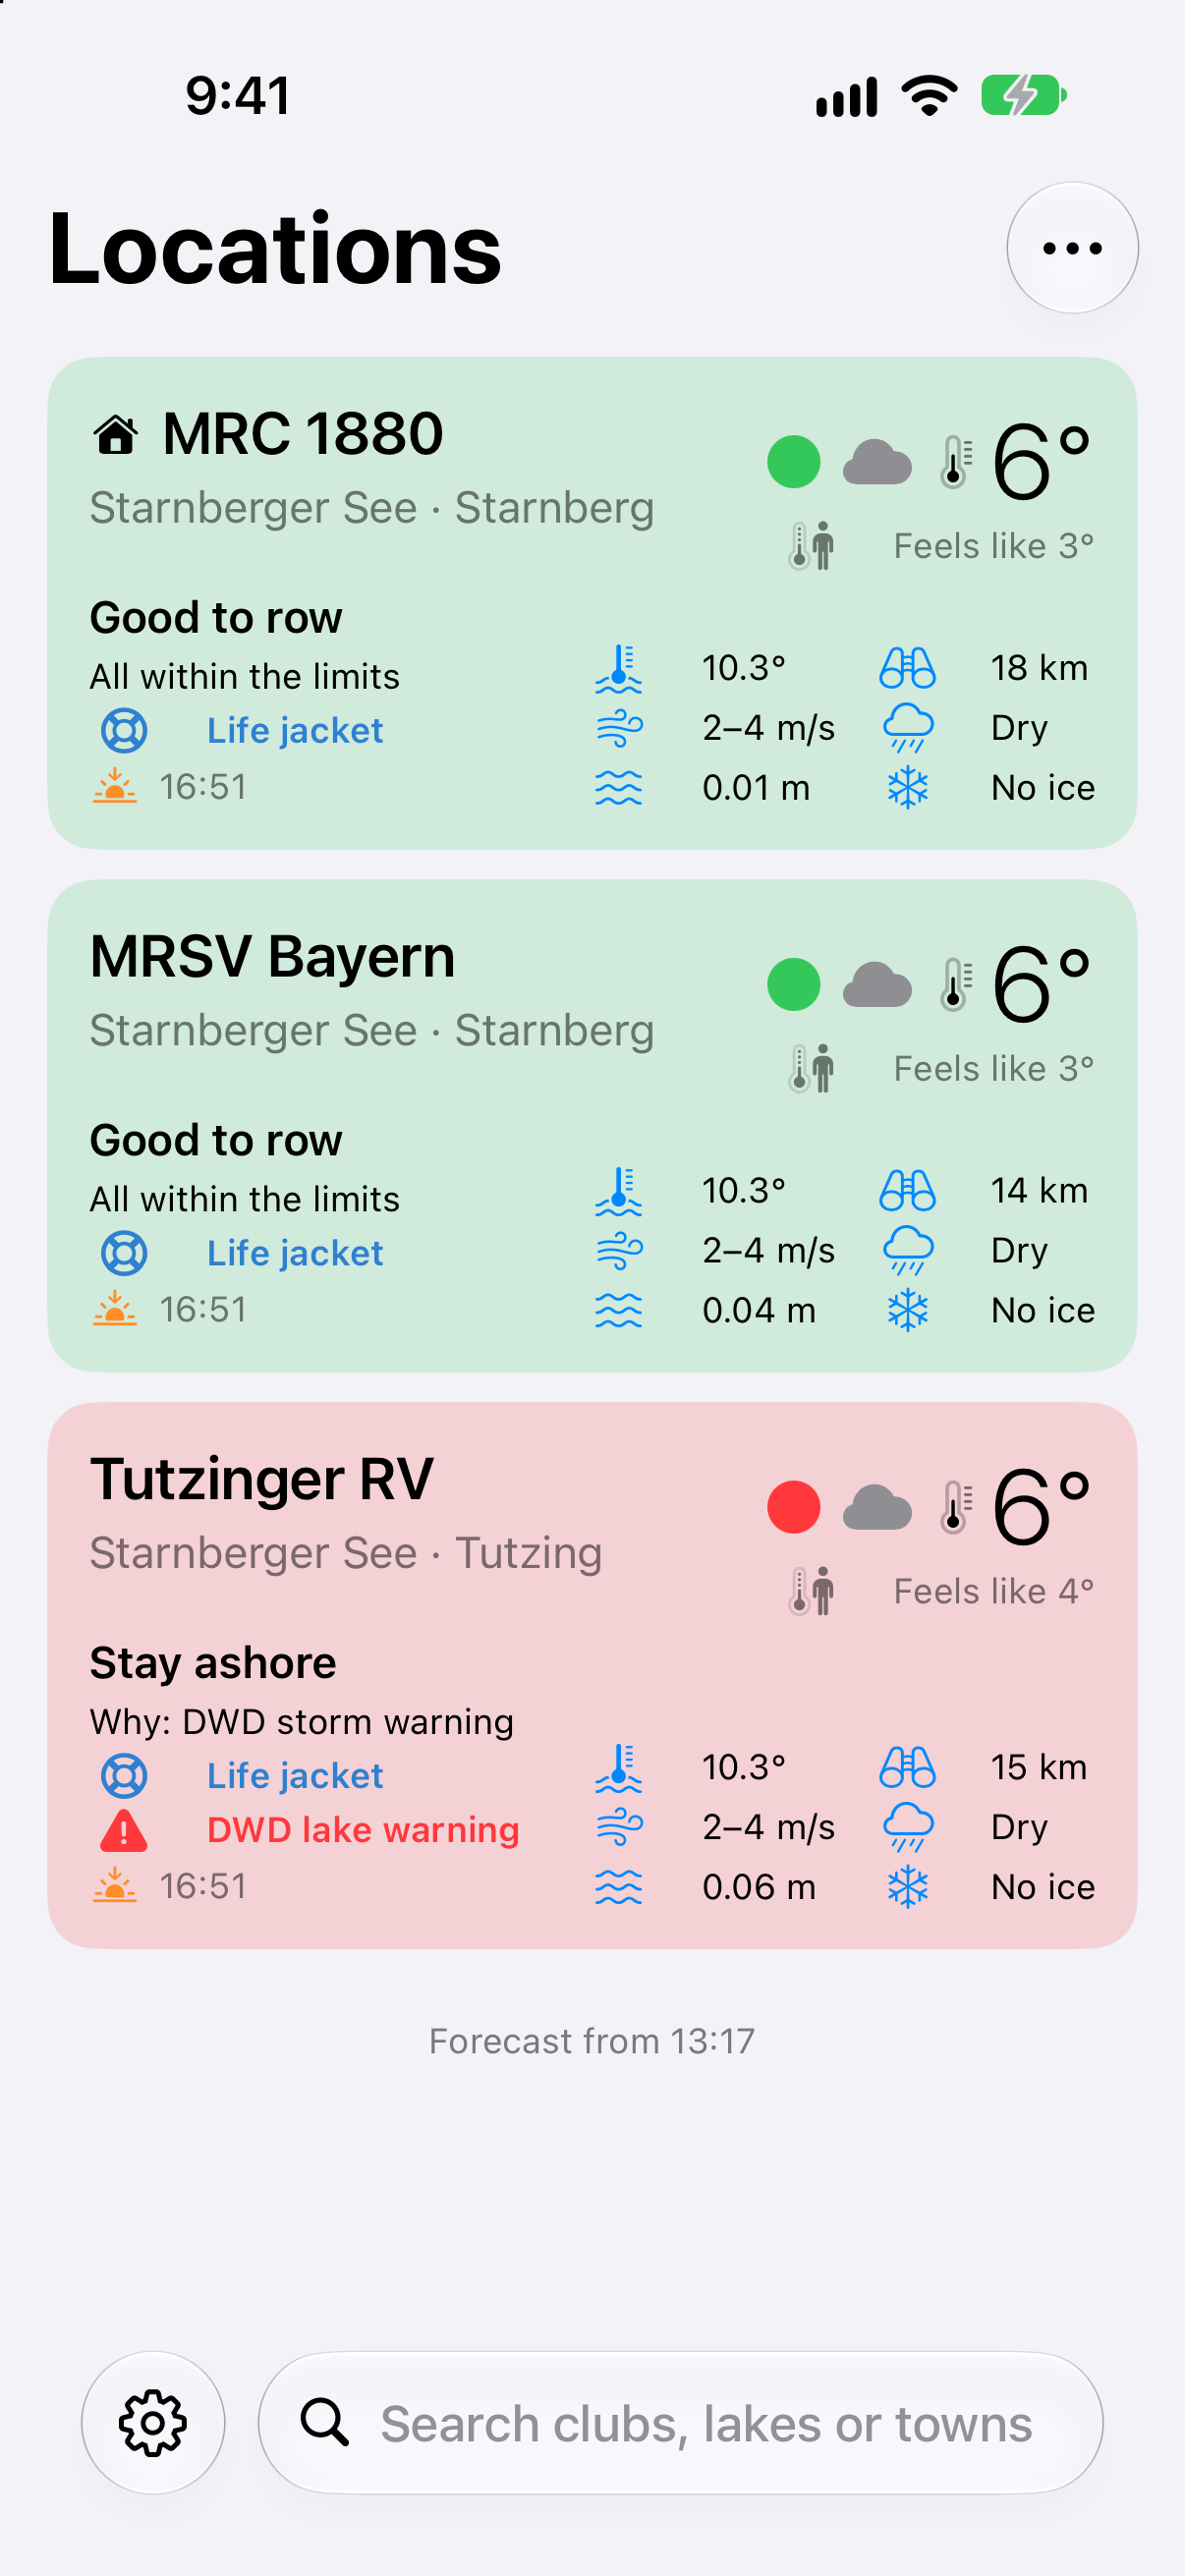 9:41
Locations
MRC 1880
6°
Starnberger See · Starnberg
Feels like 3°
Good to row
All within the limits
10.3°
18 km
Life jacket
2–4 m/s
Dry
16:51
0.01 m
No ice
MRSV Bayern
6°
Starnberger See · Starnberg
Feels like 3°
Good to row
All within the limits
10.3°
14 km
Life jacket
2–4 m/s
Dry
16:51
0.04 m
No ice
Tutzinger RV
6°
Starnberger See · Tutzing
Feels like 4°
Stay ashore
Why: DWD storm warning
Life jacket
10.3°
15 km
DWD lake warning
2–4 m/s
Dry
16:51
0.06 m
No ice
Forecast from 13:17
Search clubs, lakes or towns